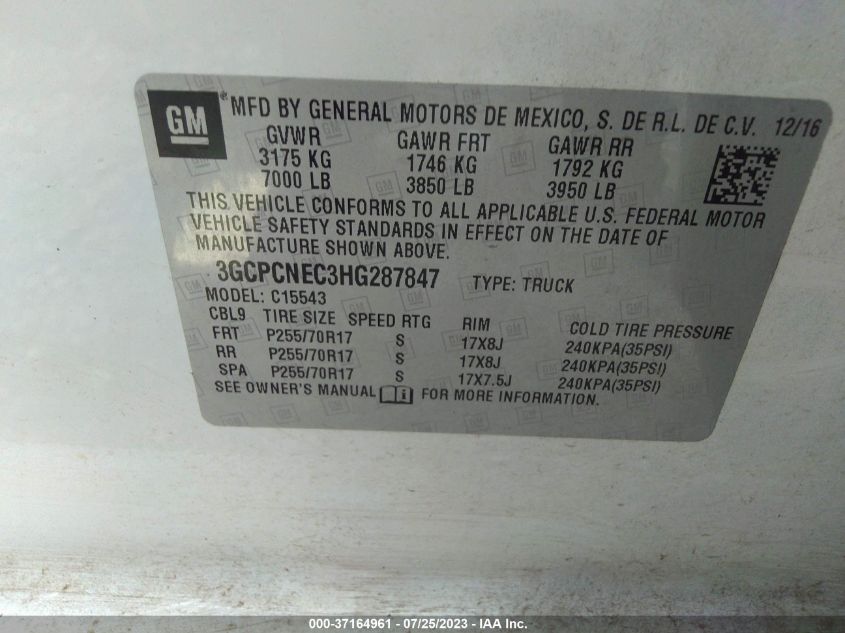 GM ® MFD BY GENERAL MOTORS DE MEXICO, S. DE R.L. DE C.V. 12/16
GVWR GAWR FRT GAWR RR
3175 KG 1746 KG 1792 KG
7000 LB 3850 LB 3950 LB
THIS VEHICLE CONFORMS TO ALL APPLICABLE U.S. FEDERAL MOTOR
VEHICLE SAFETY STANDARDS IN EFFECT ON THE DATE OF
MANUFACTURE SHOWN ABOVE.
3GCPCNEC3HG287847 TYPE: TRUCK
MODEL: C15543
CBL9 TIRE SIZE SPEED RTG RIM COLD TIRE PRESSURE
FRT P255/70R17 S 17X8J 240KPA(35PSI)
RR P255/70R17 S 17X8J 240KPA(35PSI)
SPA P255/70R17 S 17X7.5J 240KPA(35PSI)
SEE OWNER'S MANUAL i FOR MORE INFORMATION.
000-37164961 - 07/25/2023 - IAA Inc.